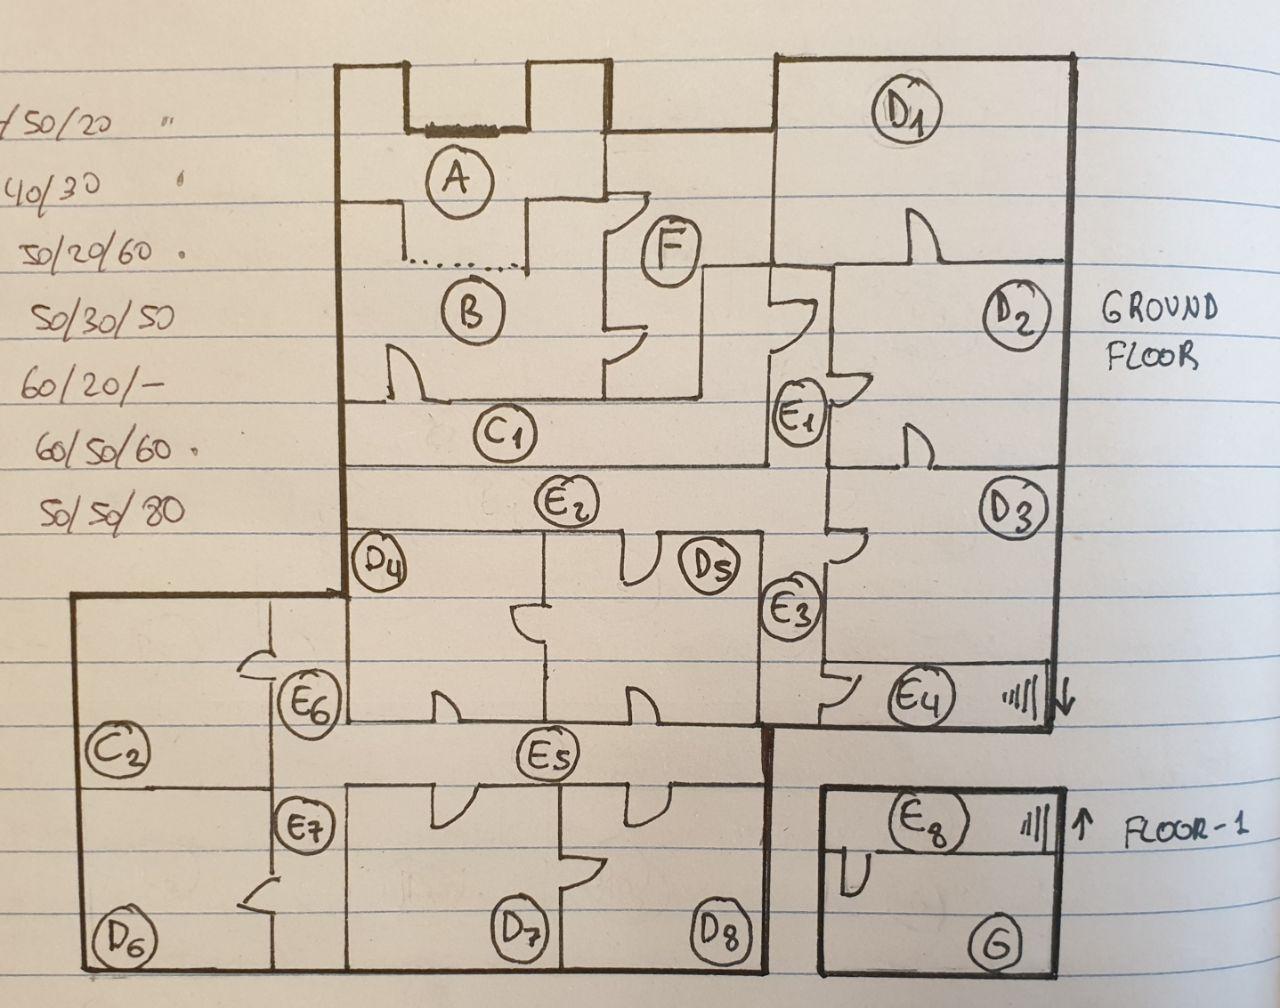 /50/20 "
40/30 "
50/20/60 .
50/30/50
60/20/-
60/50/60 .
50/50/80
D1
A
F
B
D2
GROUND
FLOOR
E1
C1
E2
D3
D4
D5
E3
E6
E4
C2
E5
E7
E8
FLOOR-1
D6
D7
D8
G